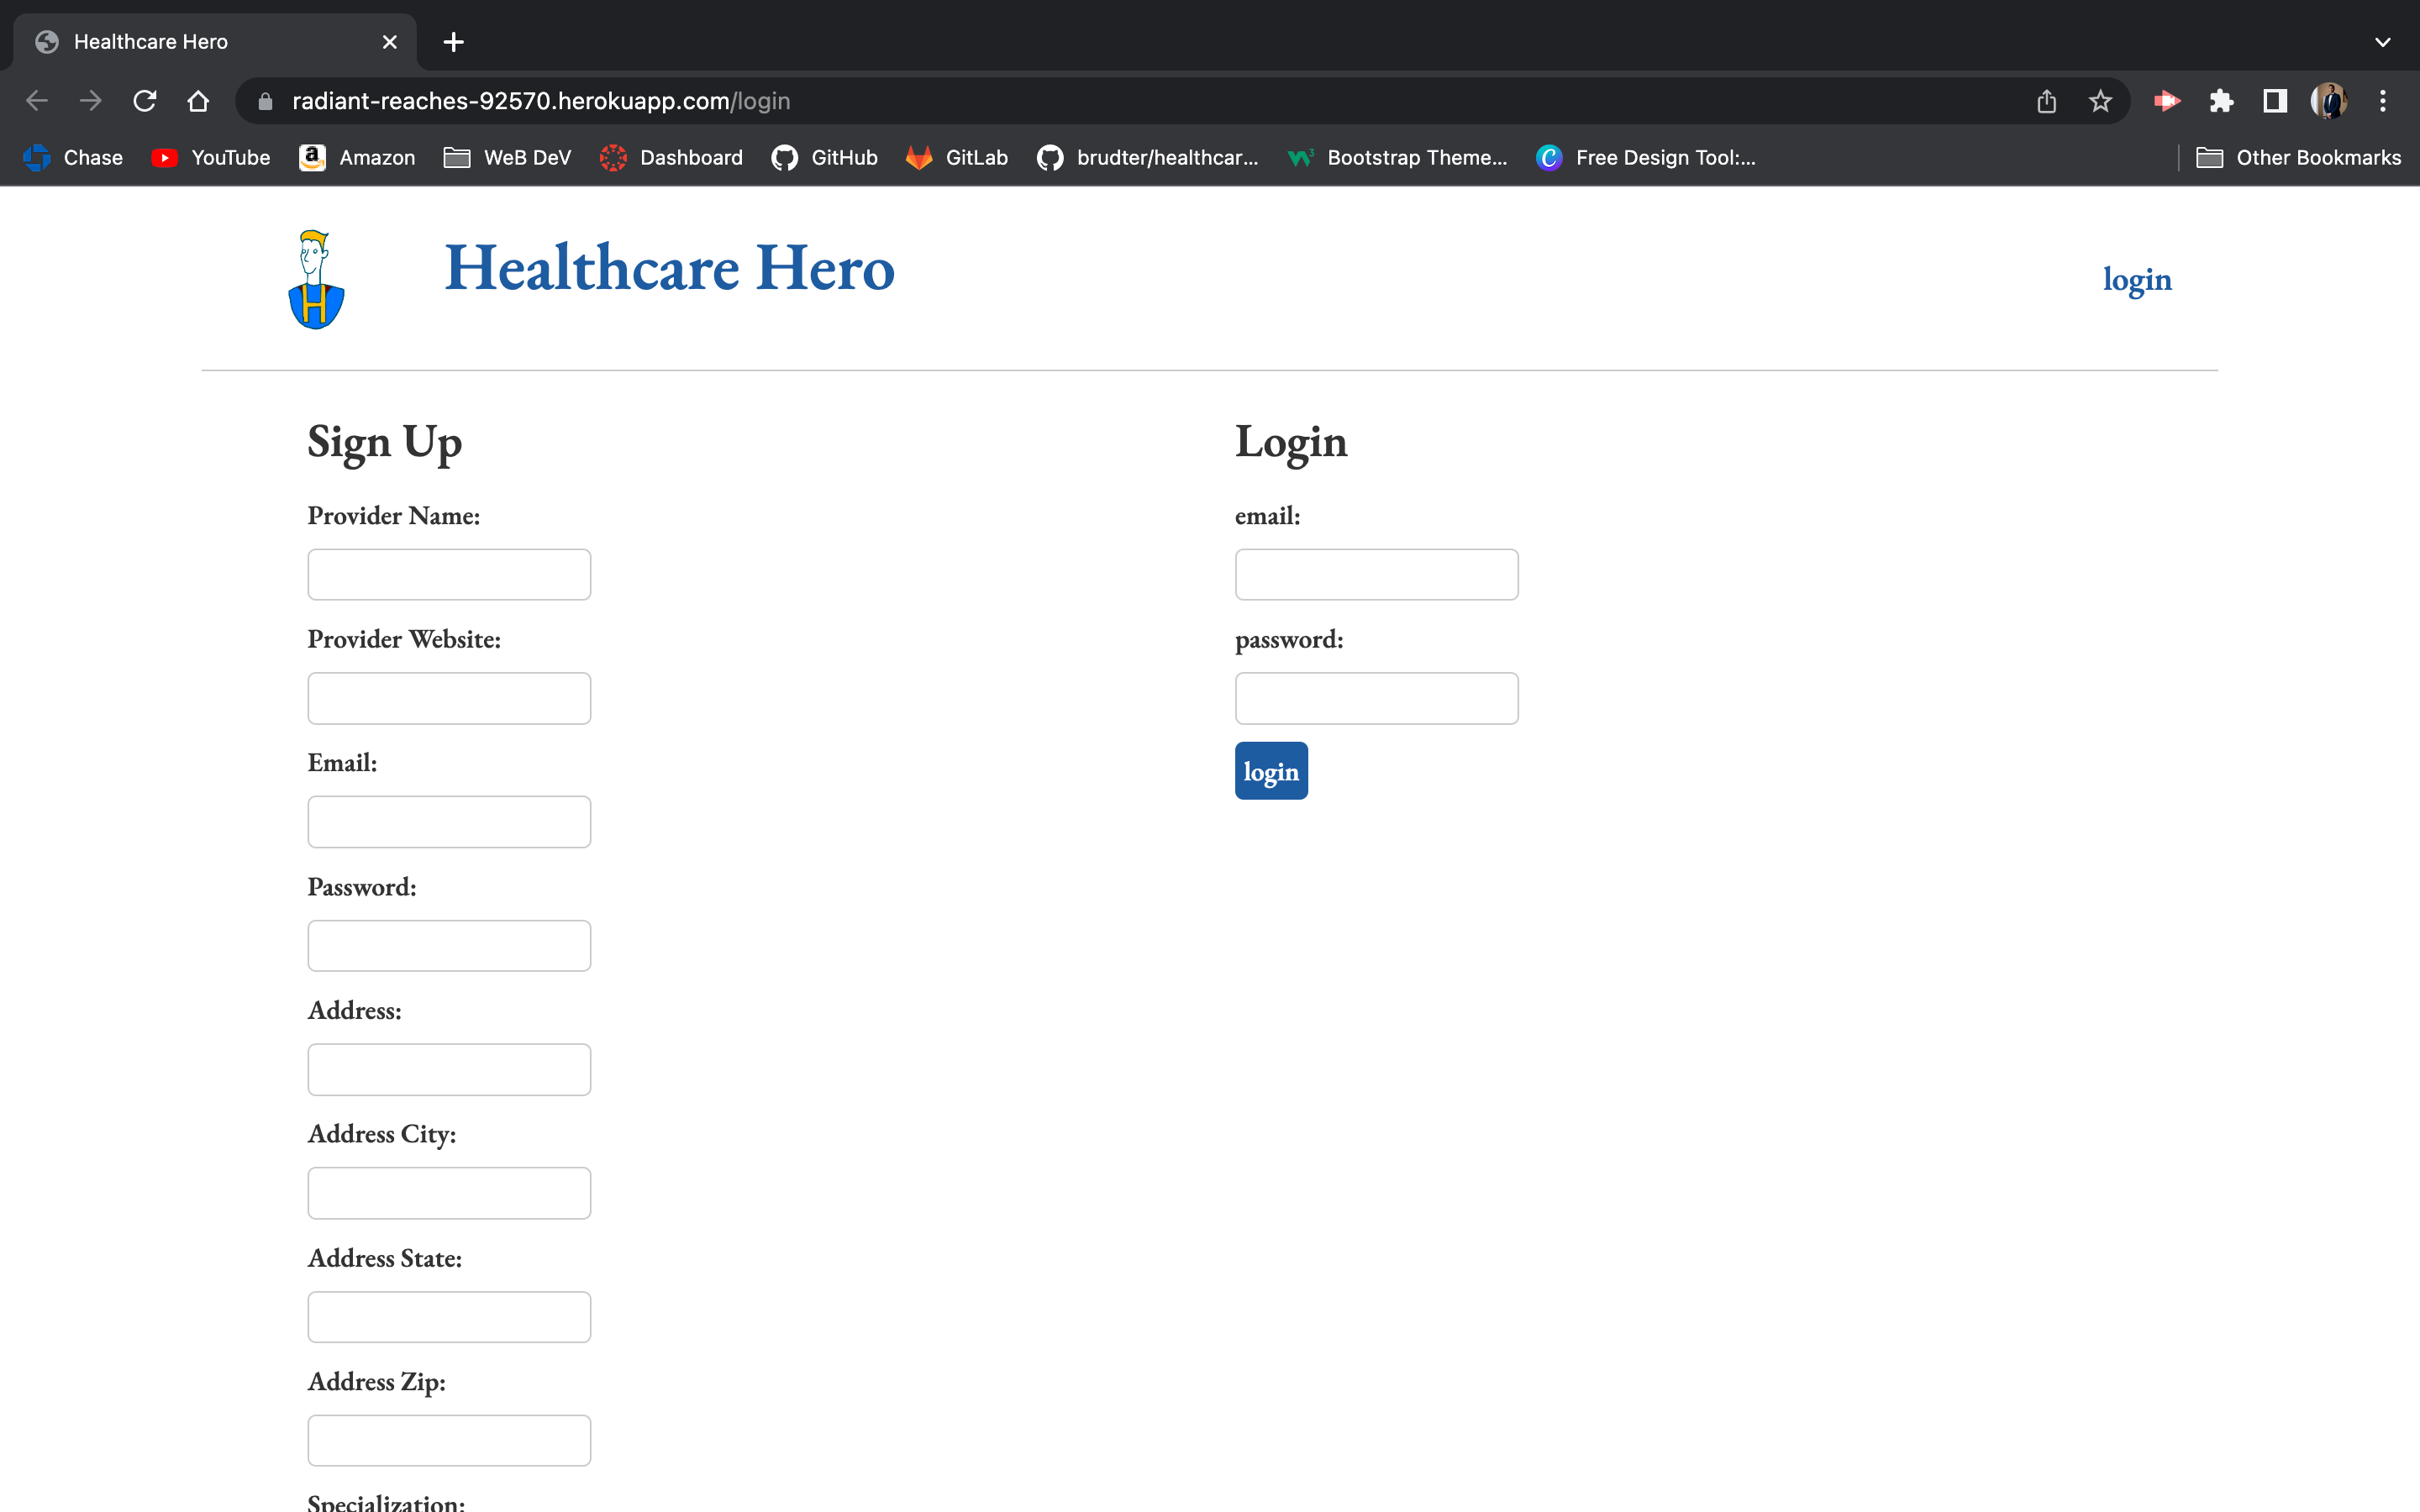 Healthcare Hero
radiant-reaches-92570.herokuapp.com/login
Chase YouTube Amazon WeB DeV Dashboard GitHub GitLab brudter/healthcar... Bootstrap Theme... Free Design Tool:... Other Bookmarks
H
Healthcare Hero
login
Sign Up
Provider Name:
Provider Website:
Email:
Password:
Address:
Address City:
Address State:
Address Zip:
Specialization:
Login
email:
password:
login